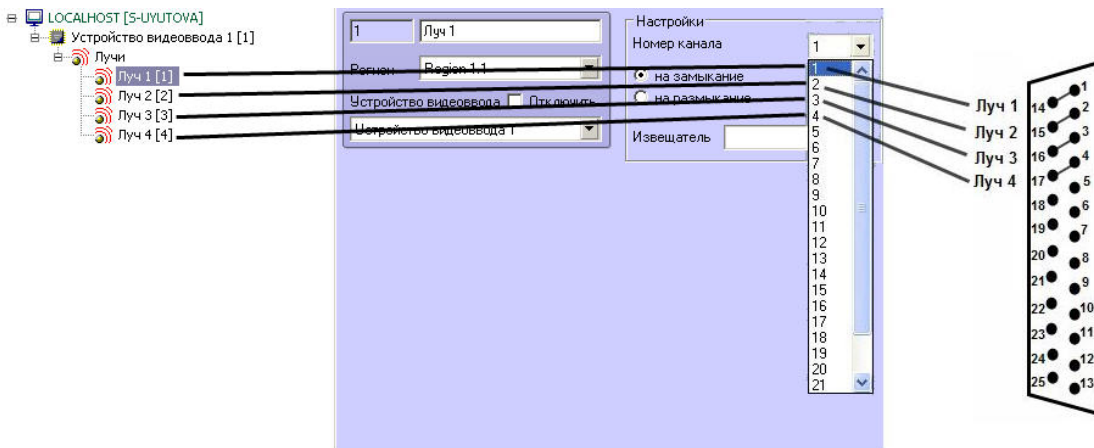 LOCALHOST [S-UYUTOVA]
Устройство видеоввода 1 [1]
Лучи
Луч 1 [1]
Луч 2 [2]
Луч 3 [3]
Луч 4 [4]
1 Луч 1
Регион Region 1.1
Устройство видеоввода Отключить
Устройство видеоввода 1
Настройки
Номер канала 1
на замыкание
на размыкание
Извещатель
1
2
3
4
5
6
7
8
9
10
11
12
13
14
15
16
17
18
19
20
21
Луч 1
Луч 2
Луч 3
Луч 4
1
14
2
15
3
16
4
17
5
18
6
19
7
20
8
21
9
22
10
23
11
24
12
25
13